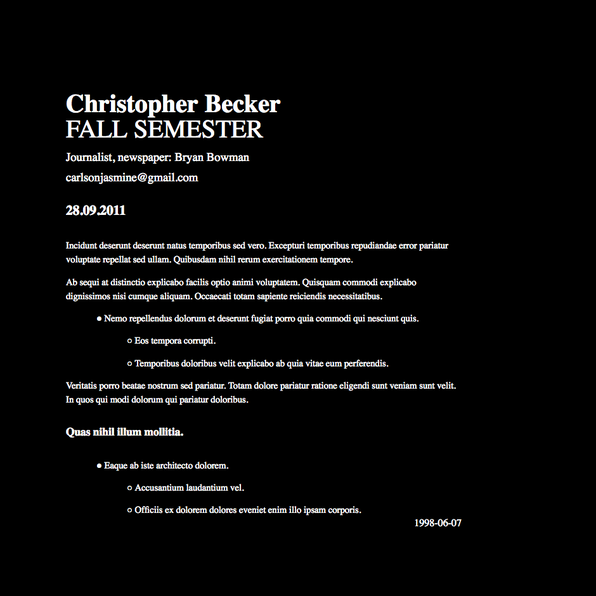 Christopher Becker
FALL SEMESTER
Journalist, newspaper: Bryan Bowman
carlsonjasmine@gmail.com
28.09.2011
Incidunt deserunt deserunt natus temporibus sed vero. Excepturi temporibus repudiandae error pariatur
voluptate repellat sed ullam. Quibusdam nihil rerum exercitationem tempore.
Ab sequi at distinctio explicabo facilis optio animi voluptatem. Quisquam commodi explicabo
dignissimos nisi cumque aliquam. Occaecati totam sapiente reiciendis necessitatibus.
● Nemo repellendus dolorum et deserunt fugiat porro quia commodi qui nesciunt quis.
○ Eos tempora corrupti.
○ Temporibus doloribus velit explicabo ab quia vitae eum perferendis.
Veritatis porro beatae nostrum sed pariatur. Totam dolore pariatur ratione eligendi sunt veniam sunt velit.
In quos qui modi dolorum qui pariatur doloribus.
Quas nihil illum mollitia.
● Eaque ab iste architecto dolorem.
○ Accusantium laudantium vel.
○ Officiis ex dolorem dolores eveniet enim illo ipsam corporis.
1998-06-07